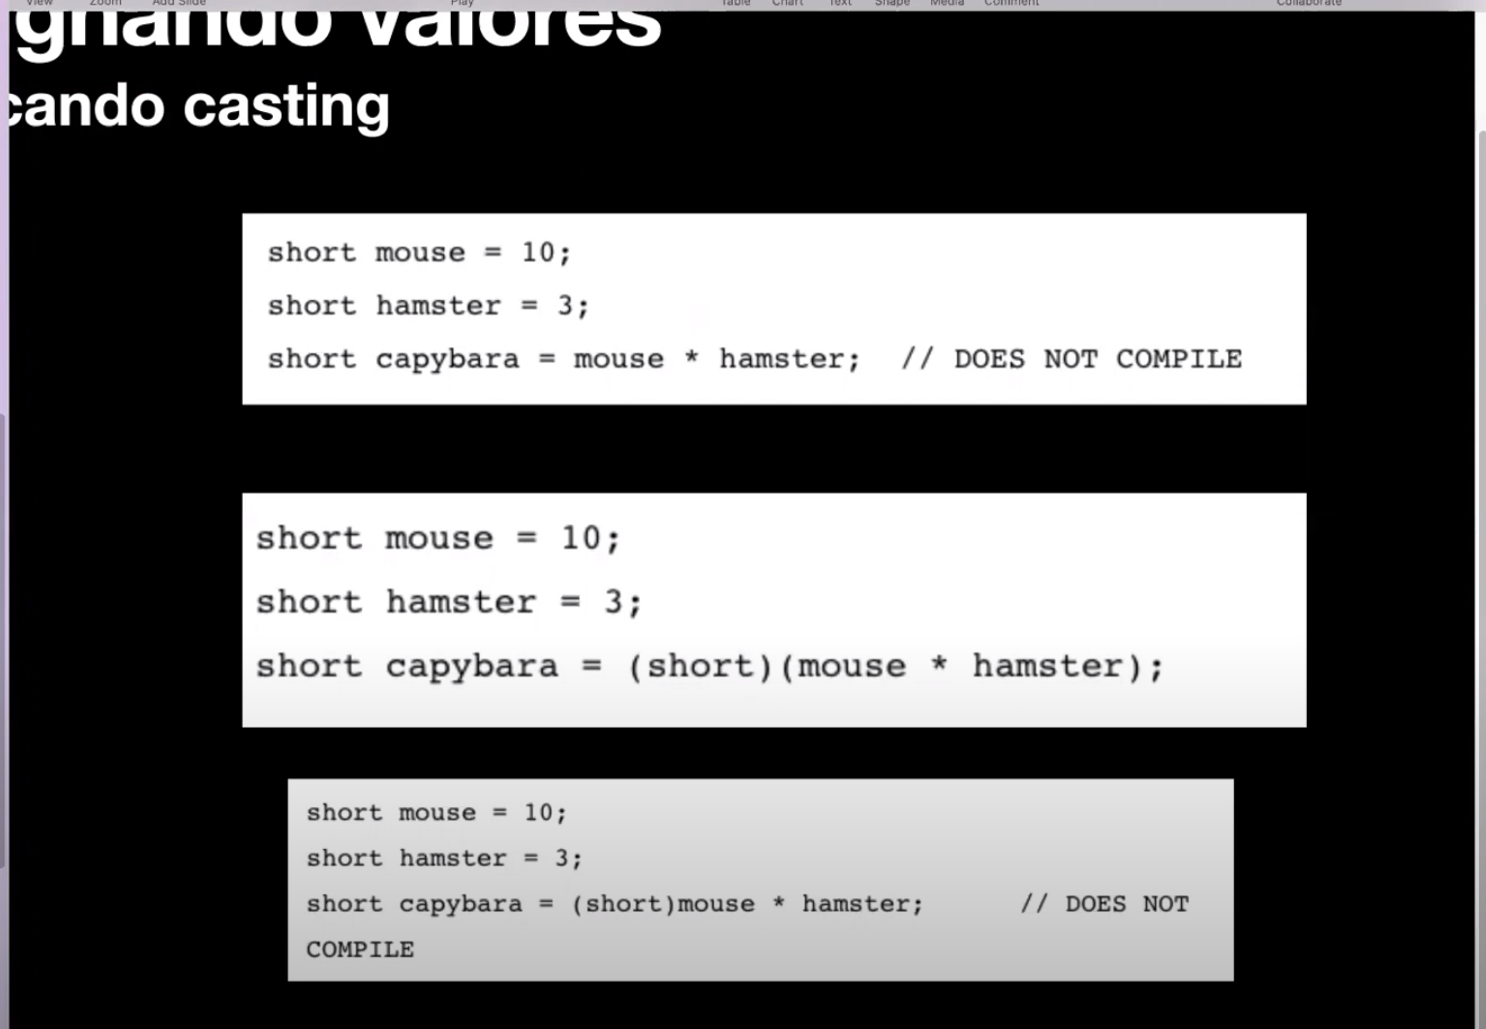 View Zoom Add Slide Play Table Chart Text Shape Media Comment Collaborate
gnando valores
cando casting
short mouse = 10;
short hamster = 3;
short capybara = mouse * hamster;  // DOES NOT COMPILE
short mouse = 10;
short hamster = 3;
short capybara = (short)(mouse * hamster);
short mouse = 10;
short hamster = 3;
short capybara = (short)mouse * hamster;      // DOES NOT
COMPILE